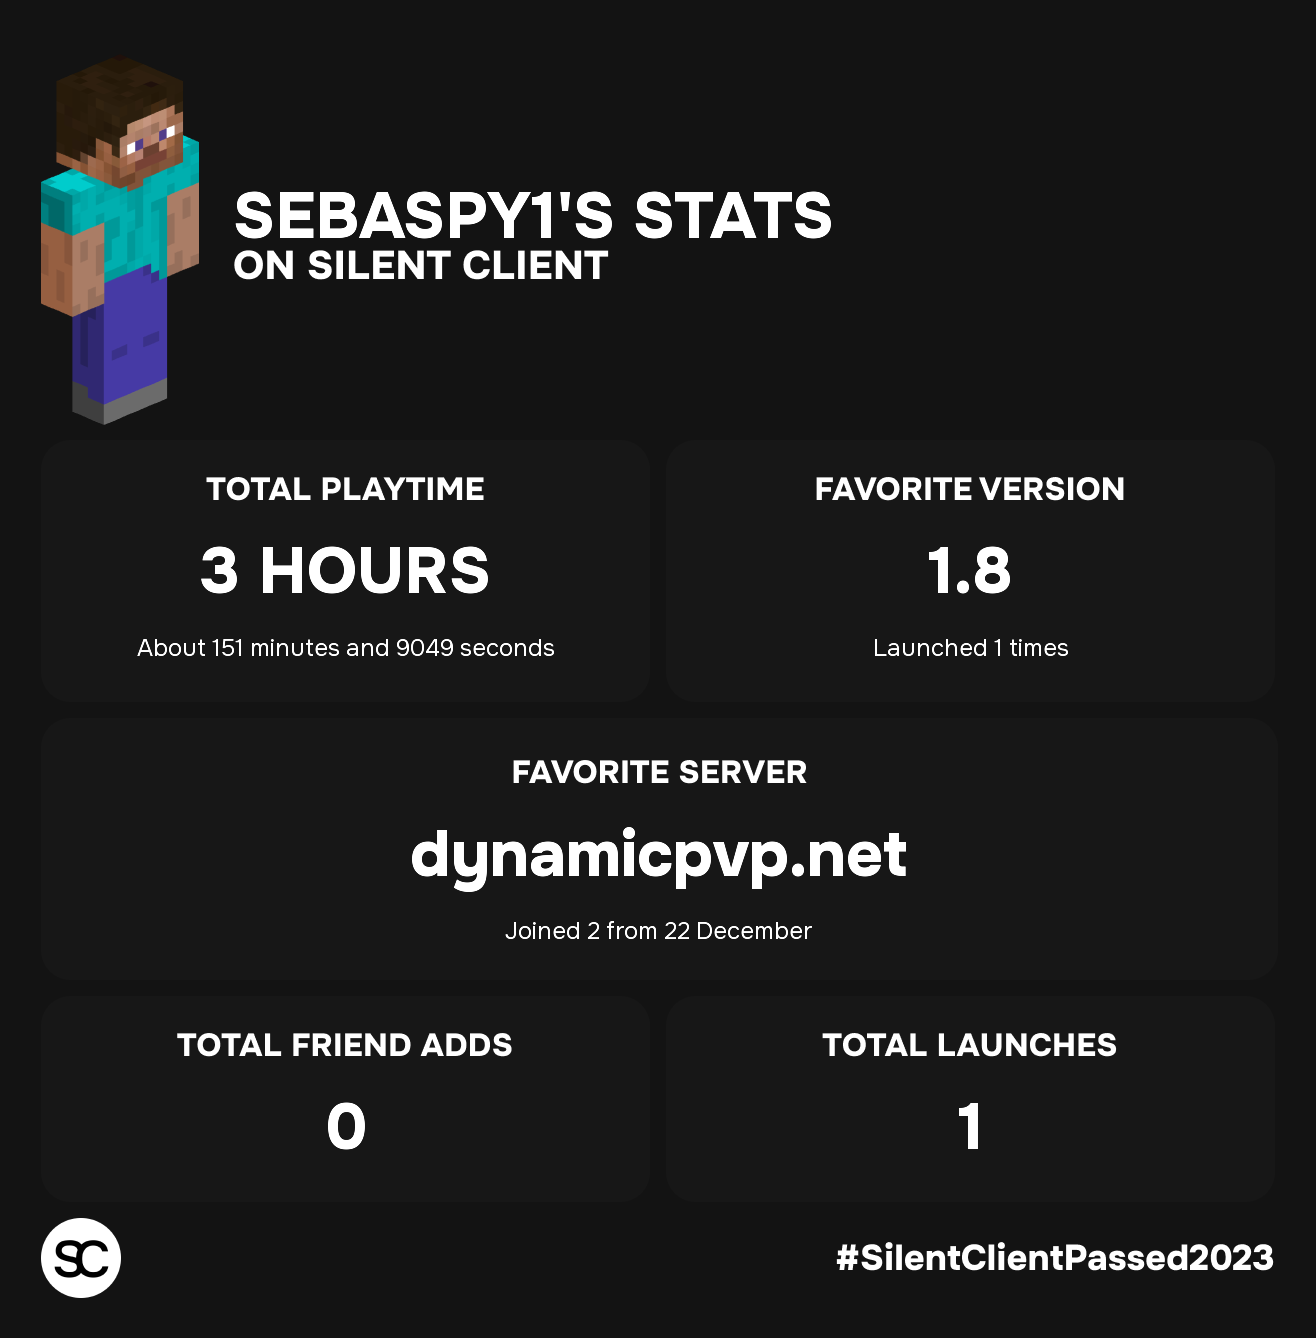 SEBASPY1'S STATS
ON SILENT CLIENT
TOTAL PLAYTIME
3 HOURS
About 151 minutes and 9049 seconds
FAVORITE VERSION
1.8
Launched 1 times
FAVORITE SERVER
dynamicpvp.net
Joined 2 from 22 December
TOTAL FRIEND ADDS
0
TOTAL LAUNCHES
1
SC
#SilentClientPassed2023